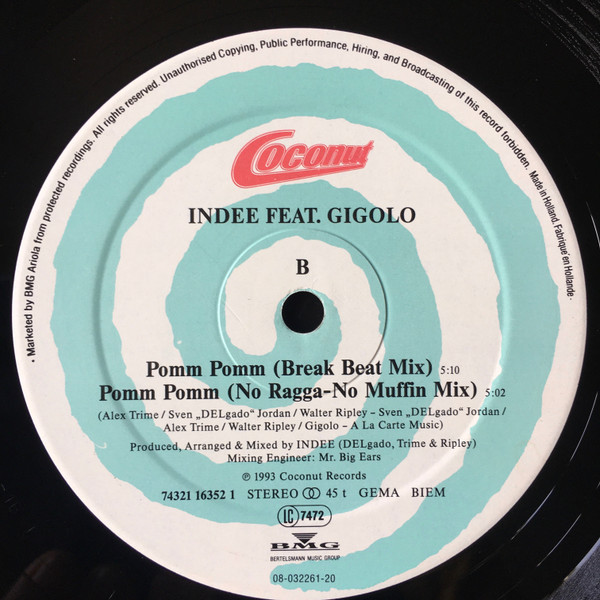 • Marketed by BMG Ariola from protected recordings. All rights reserved. Unauthorised Copying, Public Performance, Hiring, and Broadcasting of this record forbidden. Made in Holland. Fabriqué en Hollande •
Coconut
INDEE FEAT. GIGOLO
B
Pomm Pomm (Break Beat Mix) 5:10
Pomm Pomm (No Ragga-No Muffin Mix) 5:02
(Alex Trime / Sven „DELgado“ Jordan / Walter Ripley – Sven „DELgado“ Jordan /
Alex Trime / Walter Ripley / Gigolo – A La Carte Music)
Produced, Arranged & Mixed by INDEE (DELgado, Trime & Ripley)
Mixing Engineer: Mr. Big Ears
℗ 1993 Coconut Records
74321 16352 1 STEREO 45 t GEMA BIEM
LC 7472
BMG
BERTELSMANN MUSIC GROUP
08-032261-20